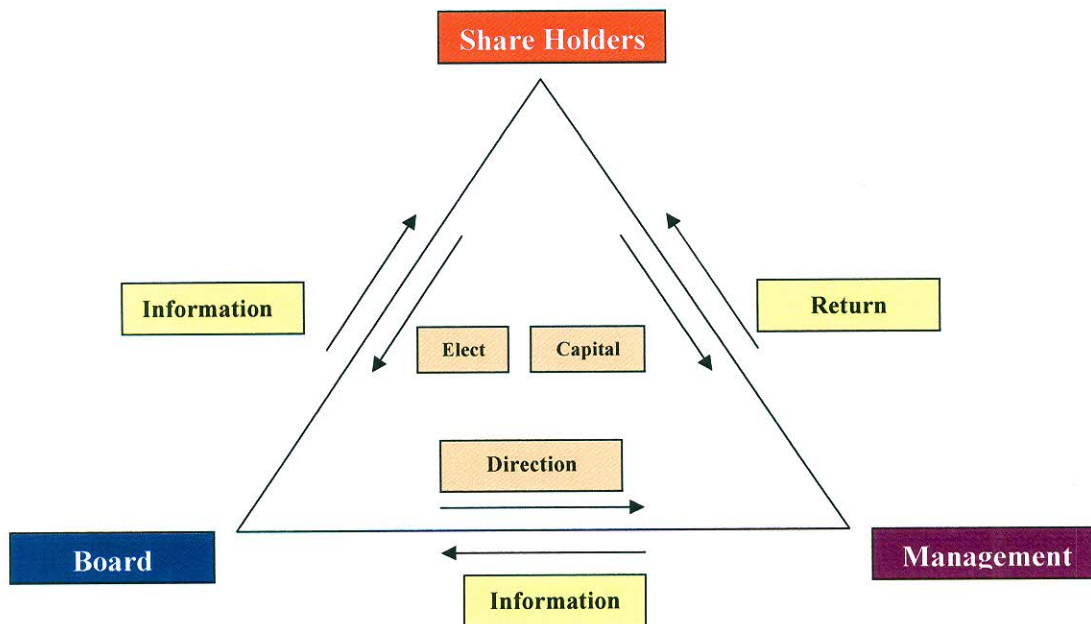 Share Holders
Information
Return
Elect
Capital
Direction
Board
Management
Information